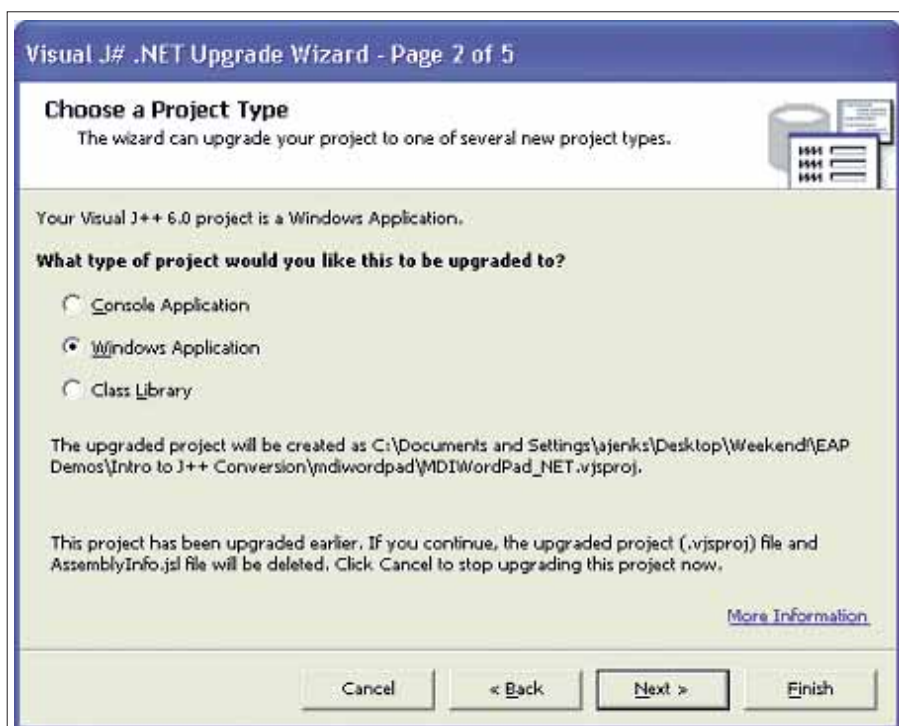 Visual J# .NET Upgrade Wizard - Page 2 of 5
Choose a Project Type
The wizard can upgrade your project to one of several new project types.
Your Visual J++ 6.0 project is a Windows Application.
What type of project would you like this to be upgraded to?
Console Application
Windows Application
Class Library
The upgraded project will be created as C:\Documents and Settings\ajenks\Desktop\Weekend!\EAP
Demos\Intro to J++ Conversion\mdiwordpad\MDIWordPad_NET.vjsproj.
This project has been upgraded earlier. If you continue, the upgraded project (.vjsproj) file and
AssemblyInfo.jsl file will be deleted. Click Cancel to stop upgrading this project now.
More Information
Cancel
« Back
Next »
Finish